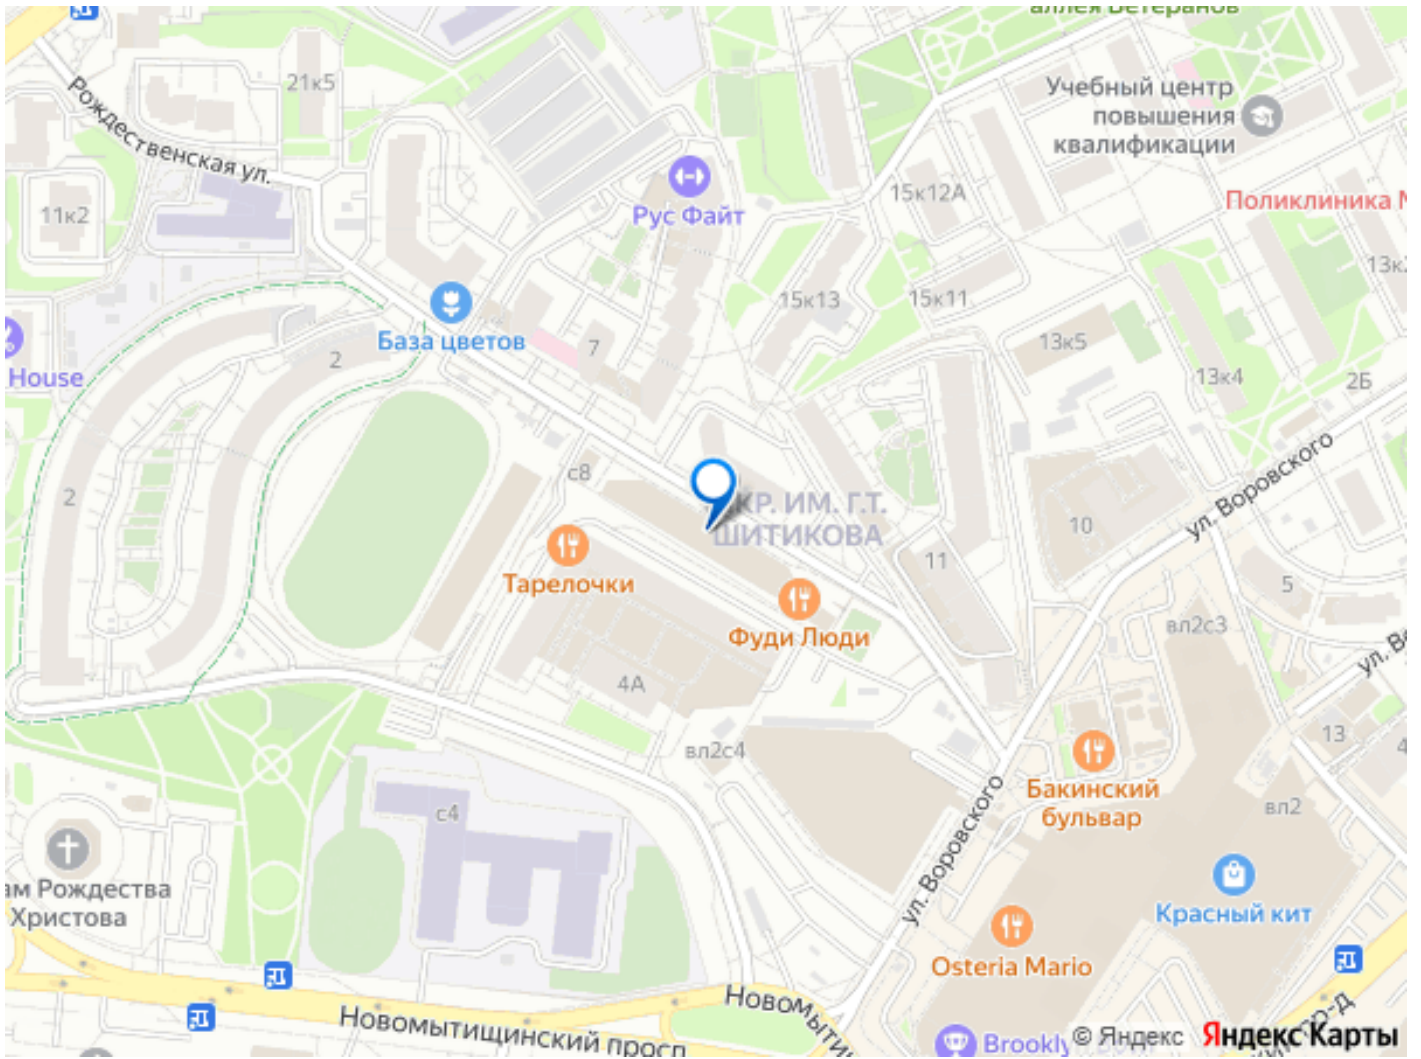 аллея Ветеранов
21к5
Учебный центр
повышения
квалификации
Рождественская ул.
15к12А
Поликлиника
11к2
Рус Файт
13к2
15к13
15к11
База цветов
7
13к5
2
House
13к4
2Б
ул. Воровского
с8
КР. ИМ. Г.Т.
ШИТИКОВА
2
10
Тарелочки
11
5
Фуди Люди
вл2с3
4А
13
вл2с4
Бакинский
бульвар
с4
вл2
ул. Воровского
ам Рождества
Христова
Красный кит
Osteria Mario
Новомытищинский просп.
Brookly
© Яндекс
Яндекс Карты